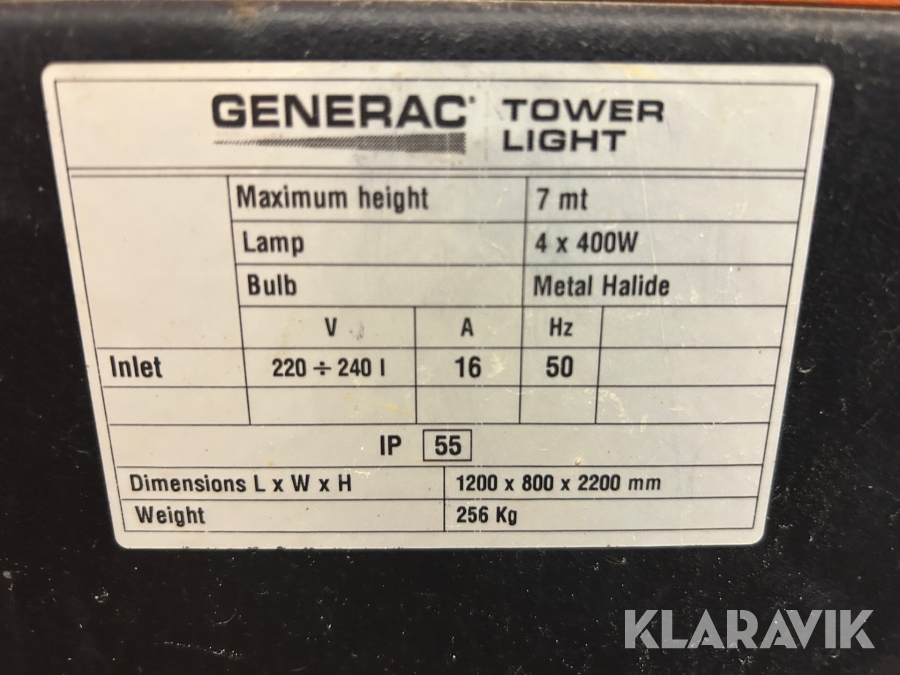 GENERAC TOWER LIGHT
Maximum height 7 mt
Lamp 4 x 400W
Bulb Metal Halide
V A Hz
Inlet 220 ÷ 240 I 16 50
IP 55
Dimensions L x W x H 1200 x 800 x 2200 mm
Weight 256 Kg
KLARAVIK